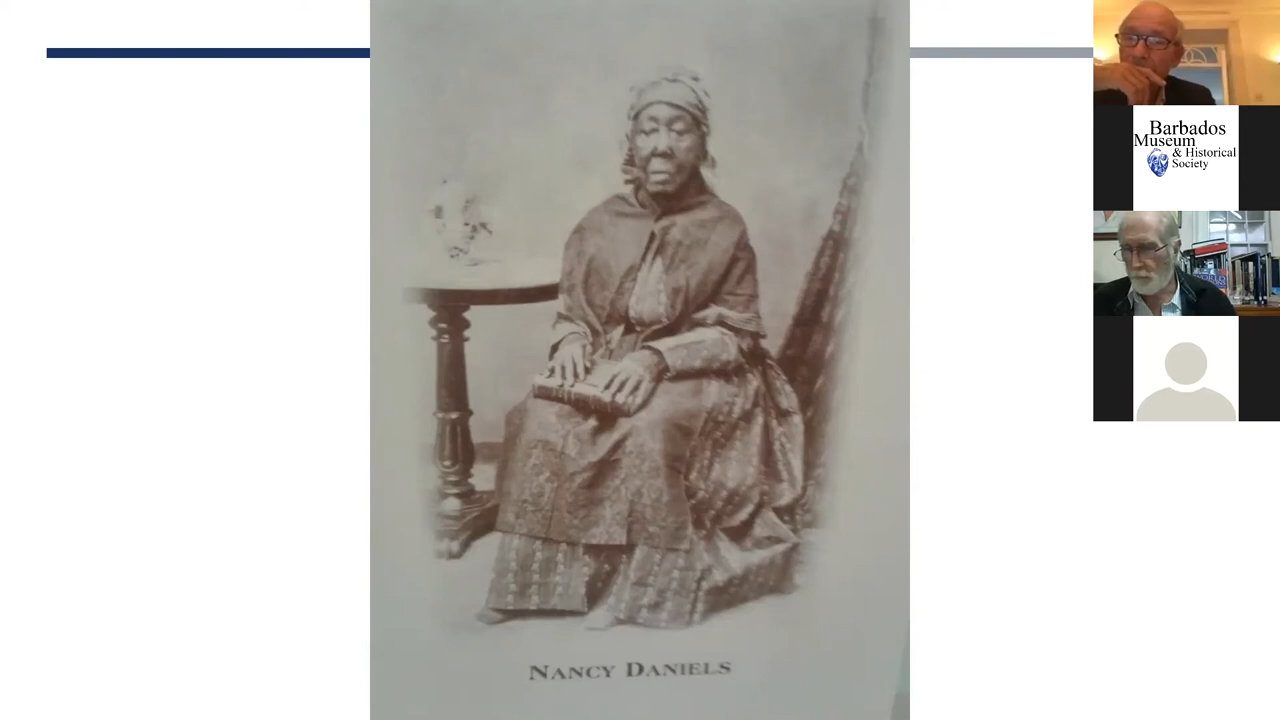 NANCY DANIELS
Barbados
Museum
& Historical
Society